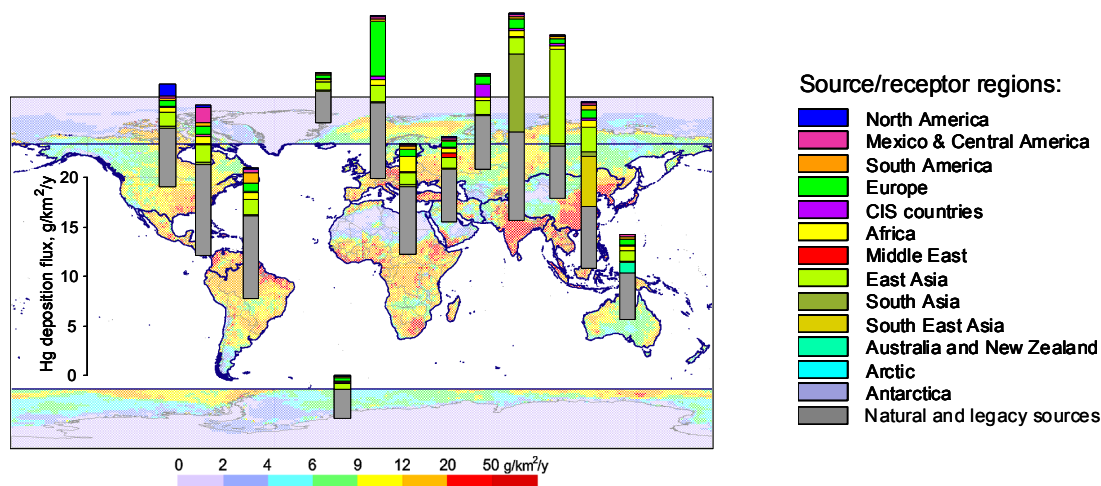 Hg deposition flux, g/km²/y
20
15
10
5
0
0 2 4 6 9 12 20 50 g/km²/y
Source/receptor regions:
North America
Mexico & Central America
South America
Europe
CIS countries
Africa
Middle East
East Asia
South Asia
South East Asia
Australia and New Zealand
Arctic
Antarctica
Natural and legacy sources